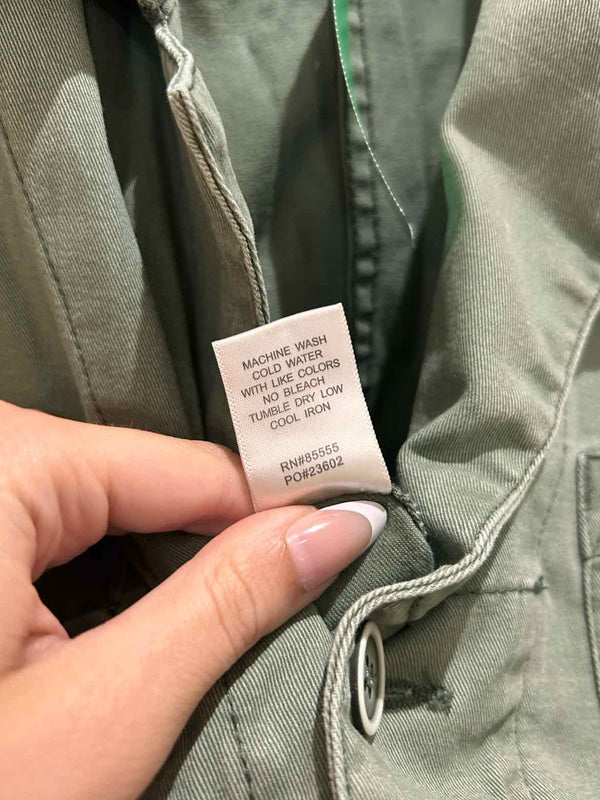 MACHINE WASH
COLD WATER
WITH LIKE COLORS
NO BLEACH
TUMBLE DRY LOW
COOL IRON
RN#85555
PO#23602